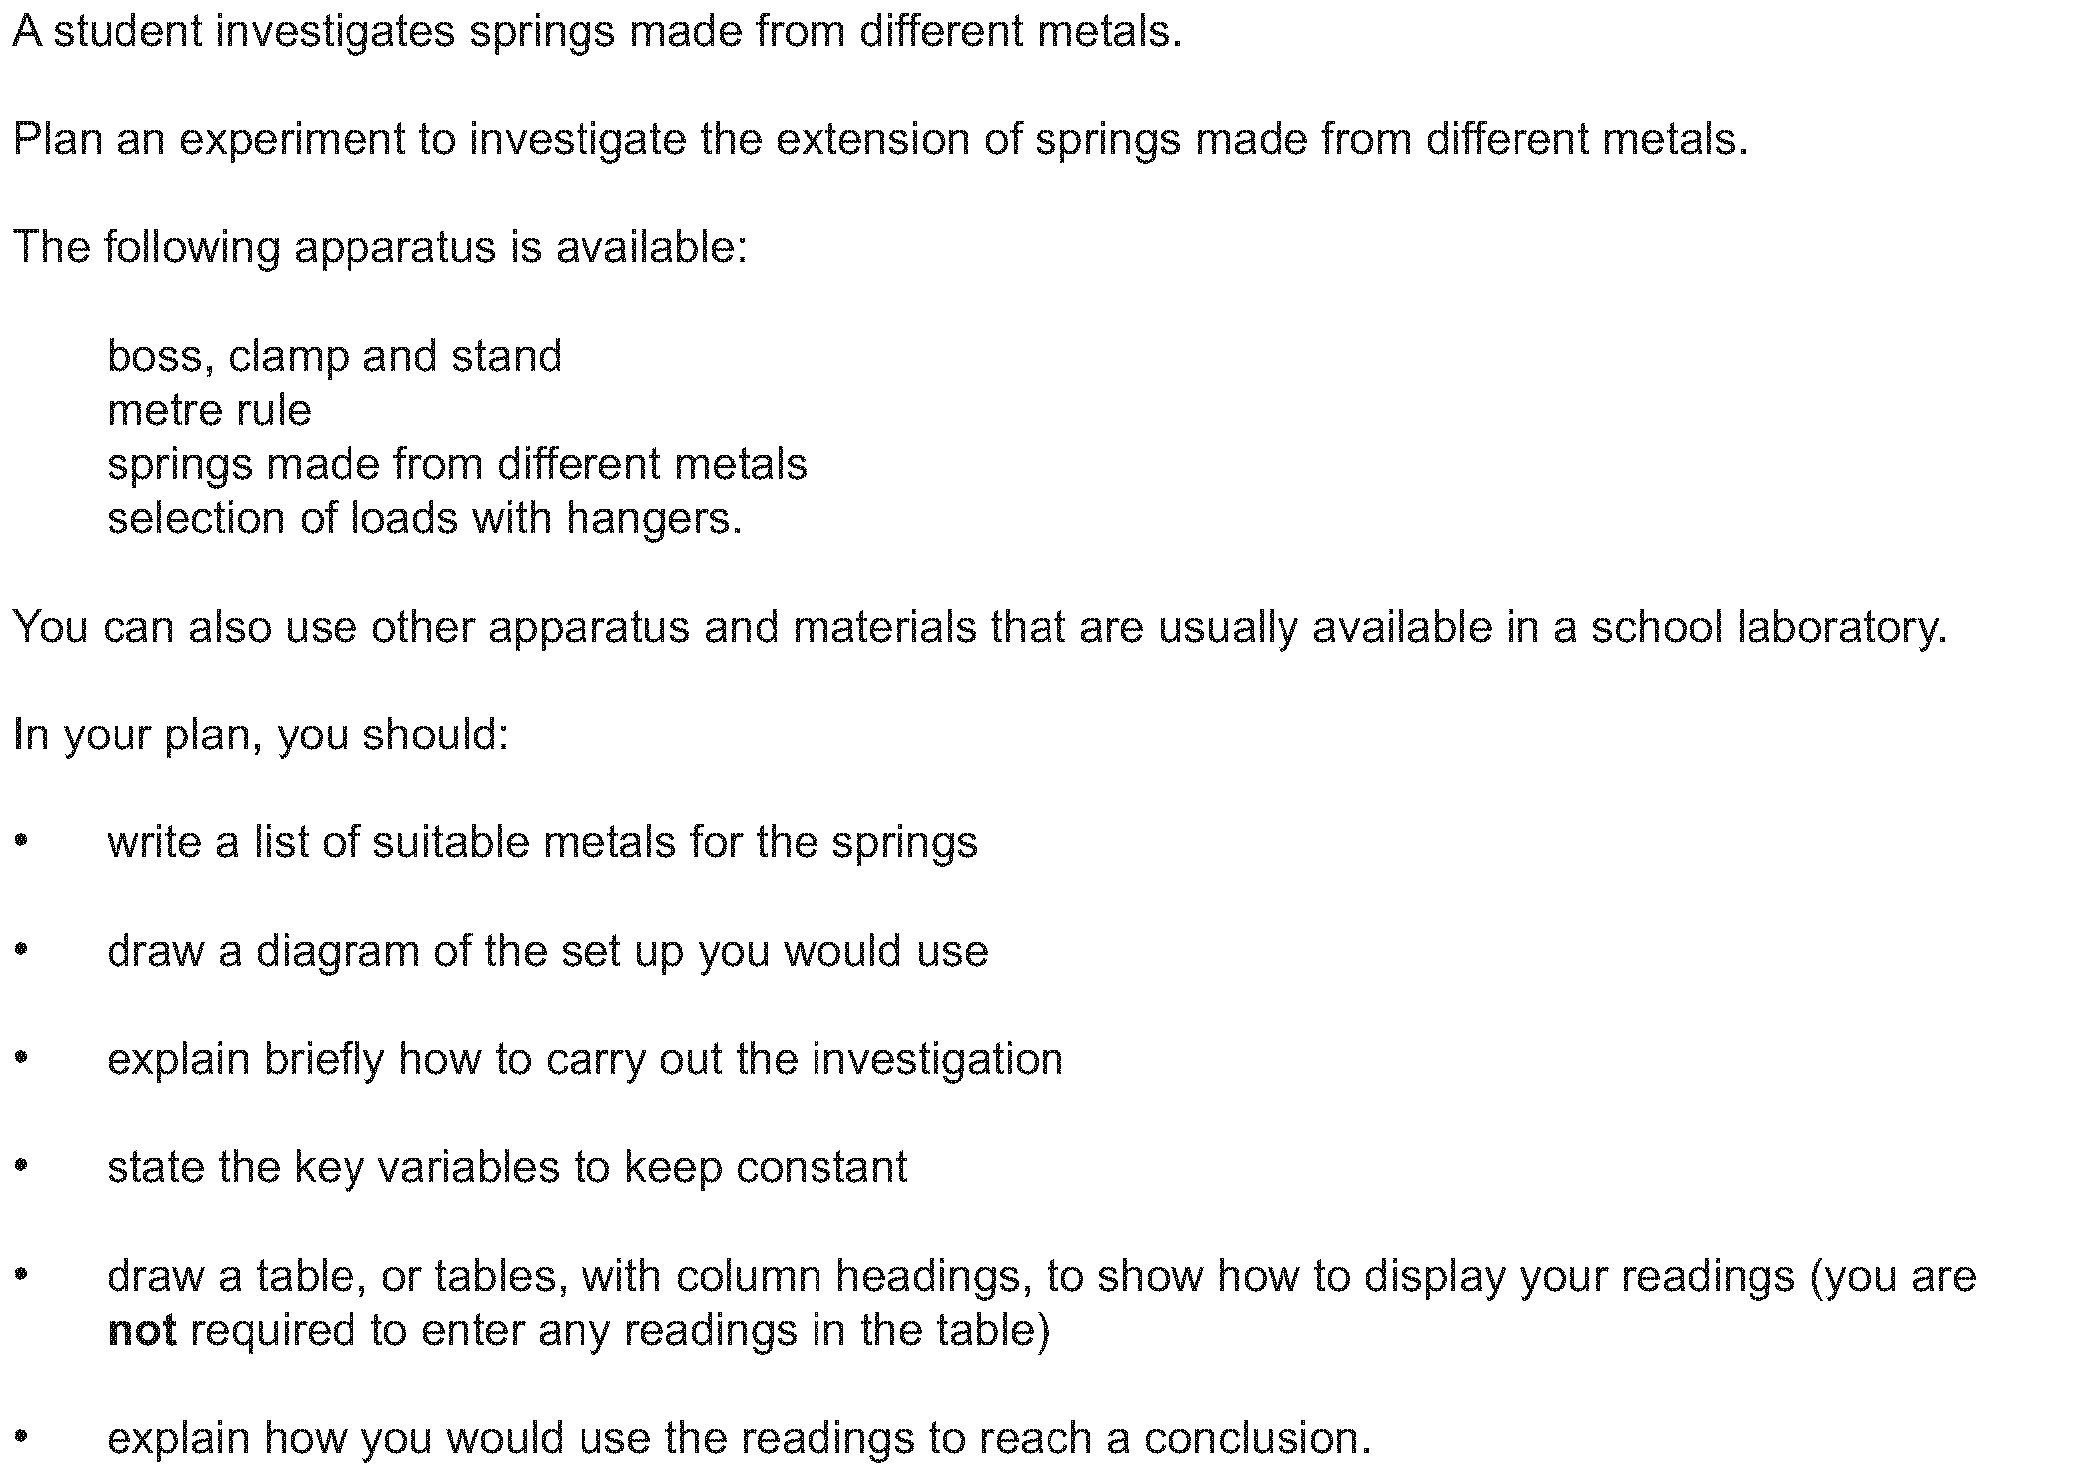 A student investigates springs made from different metals.
Plan an experiment to investigate the extension of springs made from different metals.
The following apparatus is available:
boss, clamp and stand
metre rule
springs made from different metals
selection of loads with hangers.
You can also use other apparatus and materials that are usually available in a school laboratory.
In your plan, you should:
• write a list of suitable metals for the springs
• draw a diagram of the set up you would use
• explain briefly how to carry out the investigation
• state the key variables to keep constant
• draw a table, or tables, with column headings, to show how to display your readings (you are
not required to enter any readings in the table)
• explain how you would use the readings to reach a conclusion.